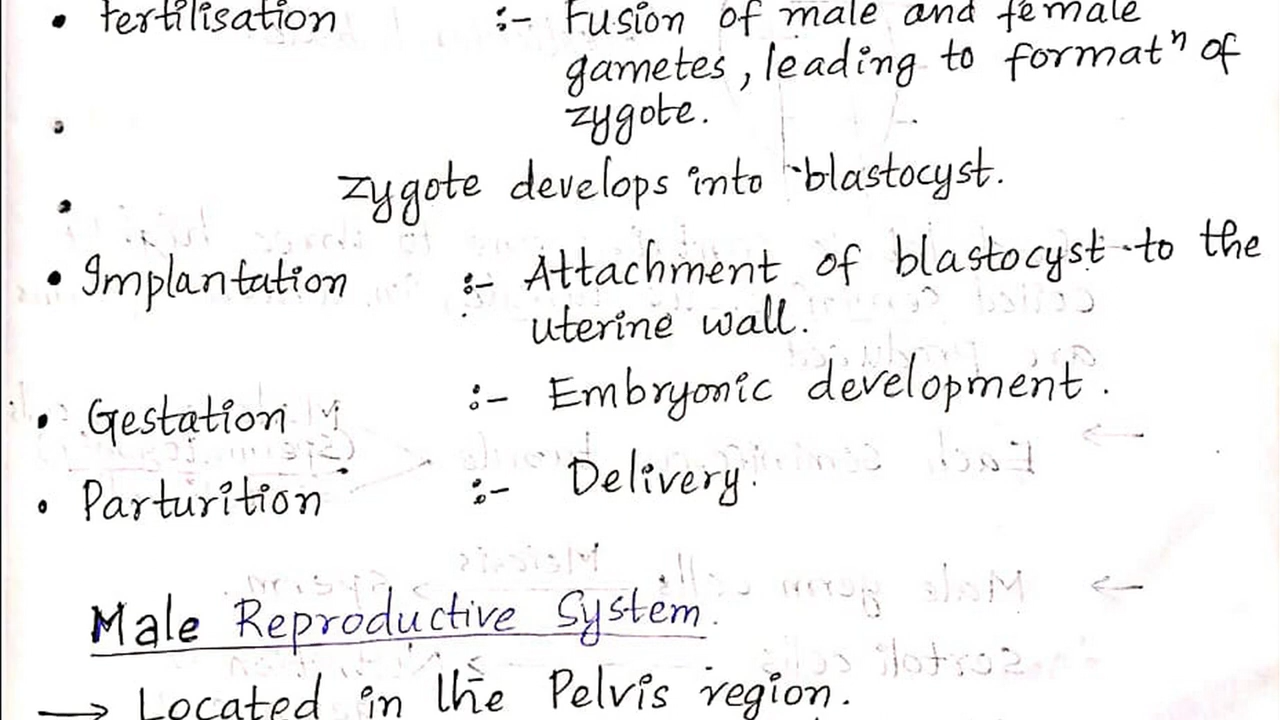 • Fertilisation :- Fusion of male and female
gametes, leading to formatⁿ of
zygote.
zygote develops into blastocyst.
• Implantation :- Attachment of blastocyst to the
uterine wall.
• Gestation :- Embryonic development.
• Parturition :- Delivery.
Male Reproductive System.
→ Located in the Pelvis region.